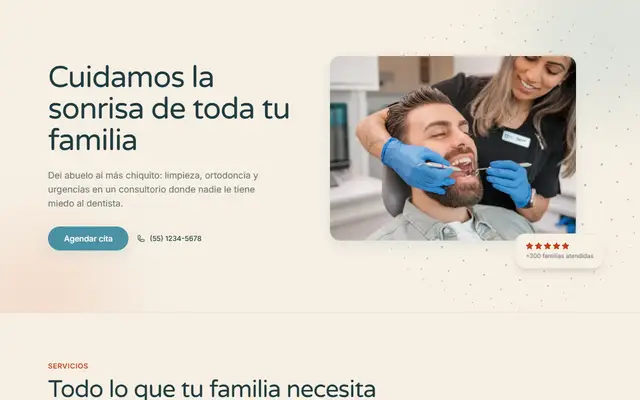 Cuidamos la
sonrisa de toda tu
familia
Del abuelo al más chiquito: limpieza, ortodoncia y
urgencias en un consultorio donde nadie le tiene
miedo al dentista.
Agendar cita
(55) 1234-5678
+300 familias atendidas
SERVICIOS
Todo lo que tu familia necesita